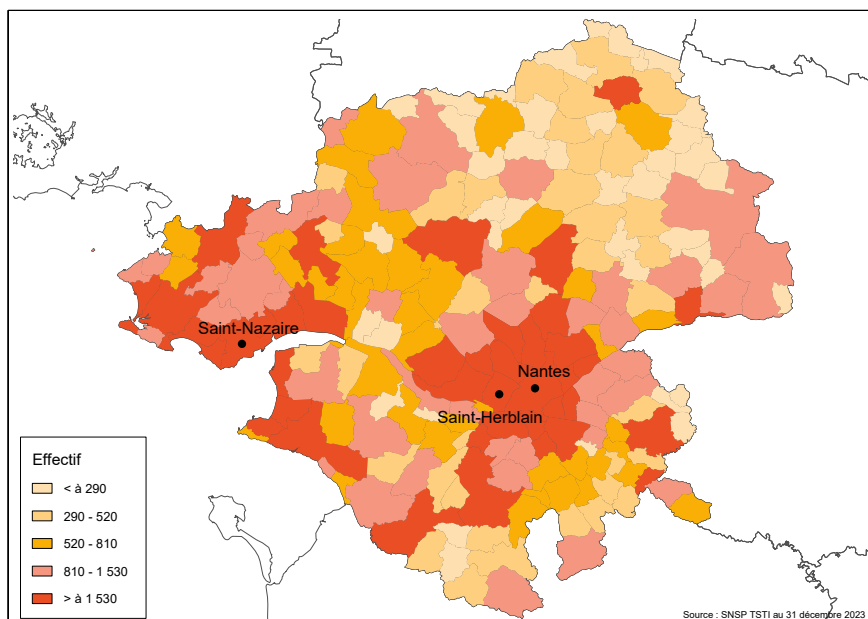 Saint-Nazaire
Nantes
Saint-Herblain
Effectif
< à 290
290 - 520
520 - 810
810 - 1 530
> à 1 530
Source : SNSP TSTI au 31 décembre 2023